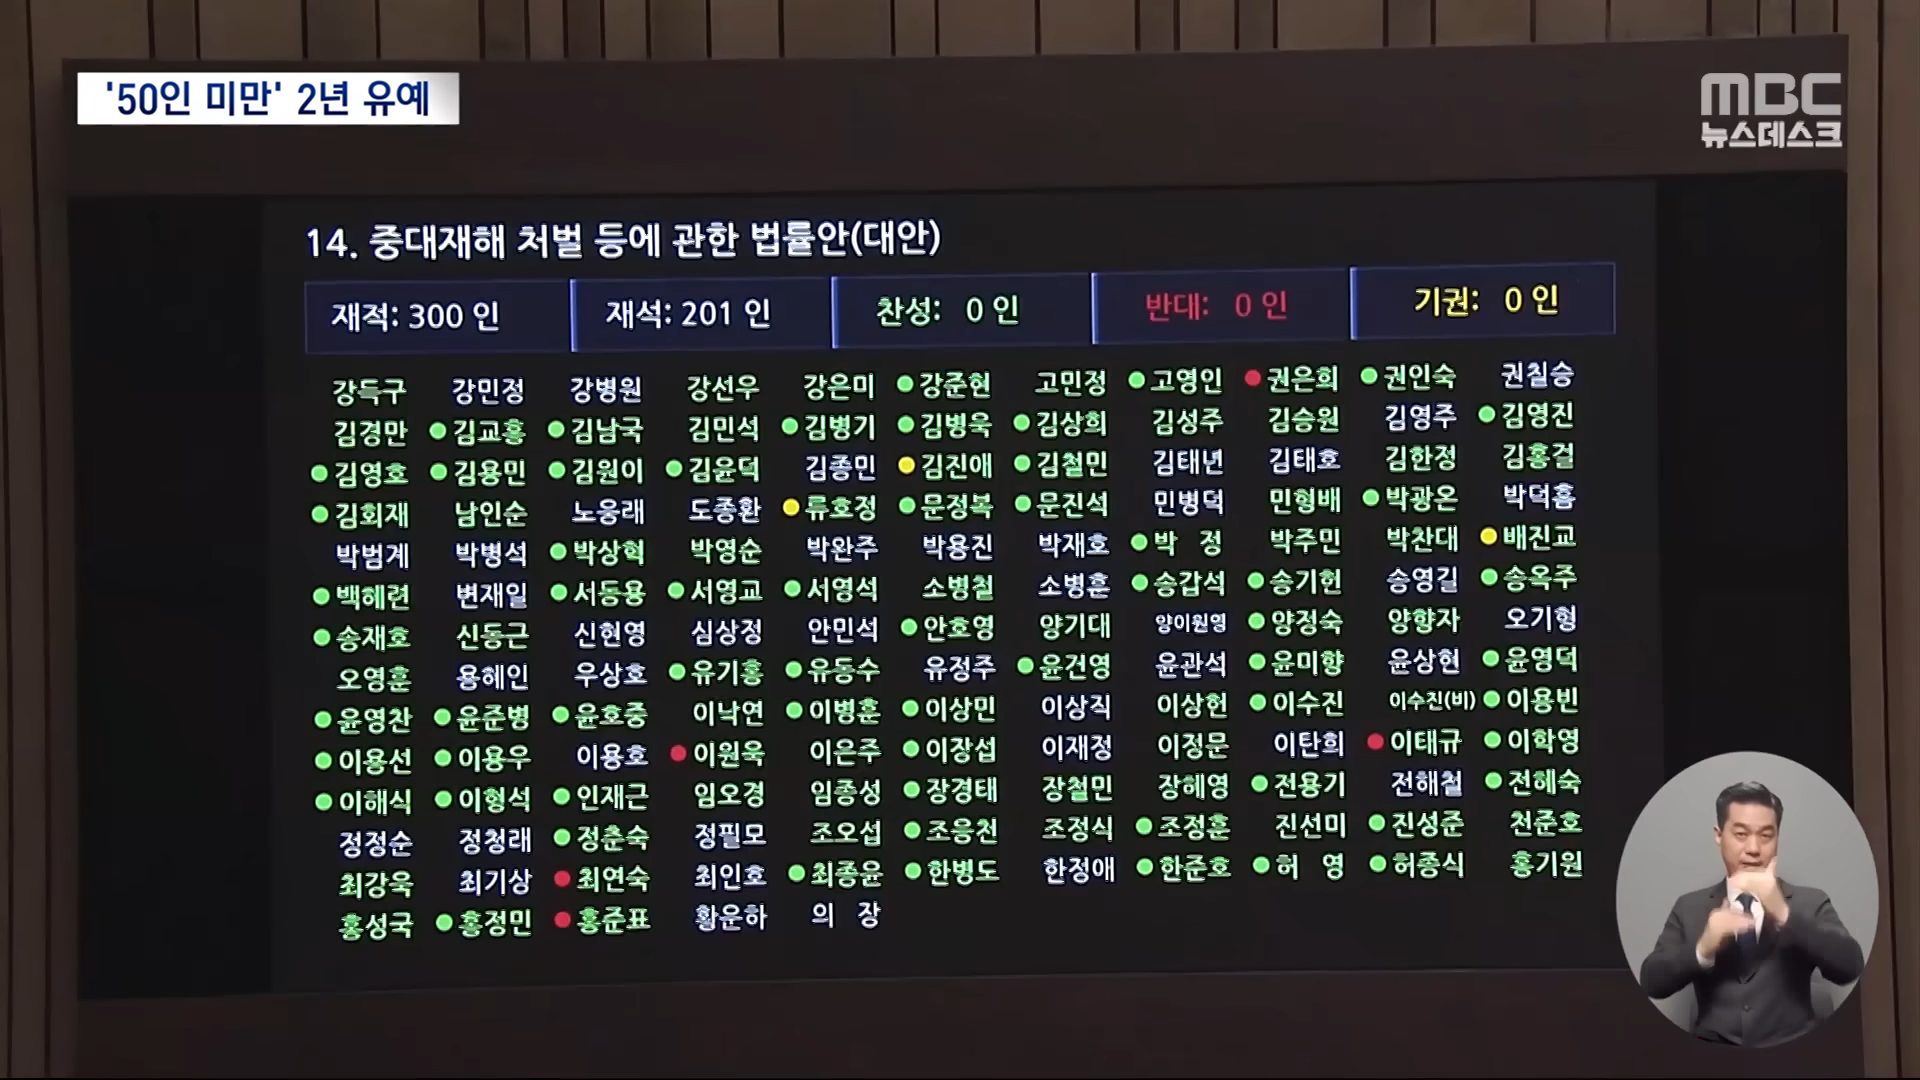 '50인 미만' 2년 유예
MBC
뉴스데스크
14. 중대재해 처벌 등에 관한 법률안(대안)
재적: 300 인 재석: 201 인 찬성: 0 인 반대: 0 인 기권: 0 인
강득구 강민정 강병원 강선우 강은미 강준현 고민정 고영인 권은희 권인숙 권칠승
김경만 김교흥 김남국 김민석 김병기 김병욱 김상희 김성주 김승원 김영주 김영진
김영호 김용민 김원이 김윤덕 김종민 김진애 김철민 김태년 김태호 김한정 김홍걸
김회재 남인순 노웅래 도종환 류호정 문정복 문진석 민병덕 민형배 박광온 박덕흠
박범계 박병석 박상혁 박영순 박완주 박용진 박재호 박 정 박주민 박찬대 배진교
백혜련 변재일 서동용 서영교 서영석 소병철 소병훈 송갑석 송기헌 송영길 송옥주
송재호 신동근 신현영 심상정 안민석 안호영 양기대 양이원영 양정숙 양향자 오기형
오영훈 용혜인 우상호 유기홍 유동수 유정주 윤건영 윤관석 윤미향 윤상현 윤영덕
윤영찬 윤준병 윤호중 이낙연 이병훈 이상민 이상직 이상헌 이수진 이수진(비) 이용빈
이용선 이용우 이용호 이원욱 이은주 이장섭 이재정 이정문 이탄희 이태규 이학영
이해식 이형석 인재근 임오경 임종성 장경태 장철민 장혜영 전용기 전해철 전혜숙
정정순 정청래 정춘숙 정필모 조오섭 조응천 조정식 조정훈 진선미 진성준 천준호
최강욱 최기상 최연숙 최인호 최종윤 한병도 한정애 한준호 허 영 허종식 홍기원
홍성국 홍정민 홍준표 황운하 의 장